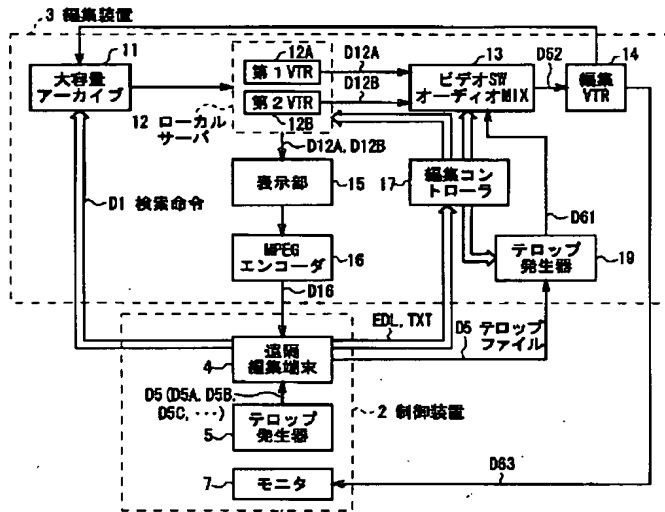 3 編集装置
11
大容量
アーカイブ
12A
第1VTR
第2VTR
12B
12 ローカル
サーバ
D12A
D12B
13
ビデオSW
オーディオMIX
D52
14
編集
VTR
D12A, D12B
D1 検索命令
表示部
15
17
編集コント
ローラ
D61
MPEG
エンコーダ
16
テロップ
発生器
19
D16
EDL, TXT
D5 テロップ
ファイル
4
遠隔
編集端末
D5 (D5A, D5B,
D5C, ・・・)
2 制御装置
5
テロップ
発生器
D63
7
モニタ